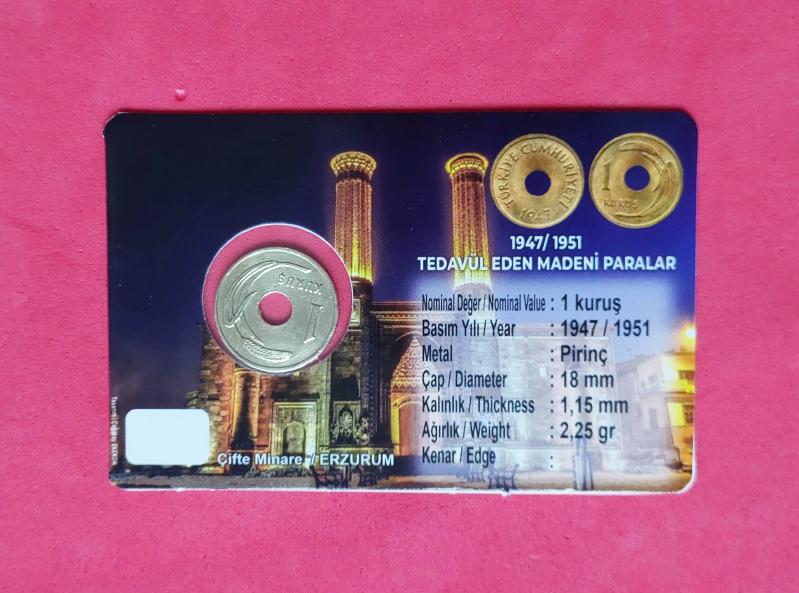 TÜRKİYE CUMHURİYETİ
1947
1
KURUŞ
1947/ 1951
TEDAVÜL EDEN MADENİ PARALAR
Nominal Değer / Nominal Value : 1 kuruş
Basım Yılı / Year : 1947 / 1951
Metal : Pirinç
Çap / Diameter : 18 mm
Kalınlık / Thickness : 1,15 mm
Ağırlık / Weight : 2,25 gr
Kenar / Edge :
1
KURUŞ
Çifte Minare / ERZURUM